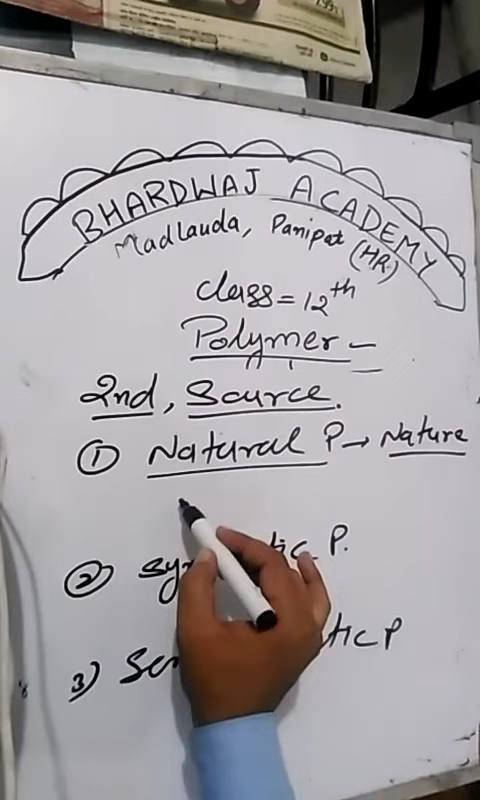 BHARDWAJ ACADEMY
Madlauda, Panipat (HR)
class = 12th
Polymer -
2nd, Source.
① Natural P → Nature
② P.
3) P